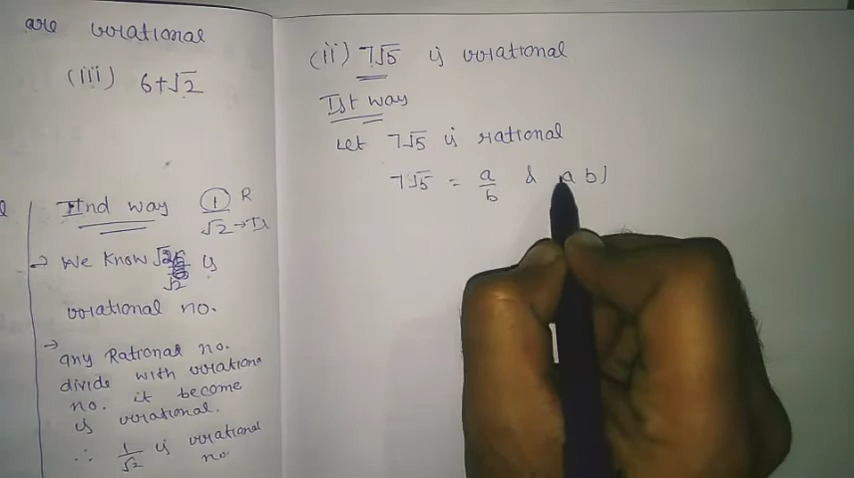 are irrational
(iii) 6+√2
IInd way ① R
√2→Ir
→ We know √2 is
irrational no.
→ any Rational no.
divide with irrationa
no. it become
is irrational.
∴ 1/√2 is irrational
no.
(ii) 7√5 is irrational
Ist way
Let 7√5 is rational
7√5 = a/b & a b)